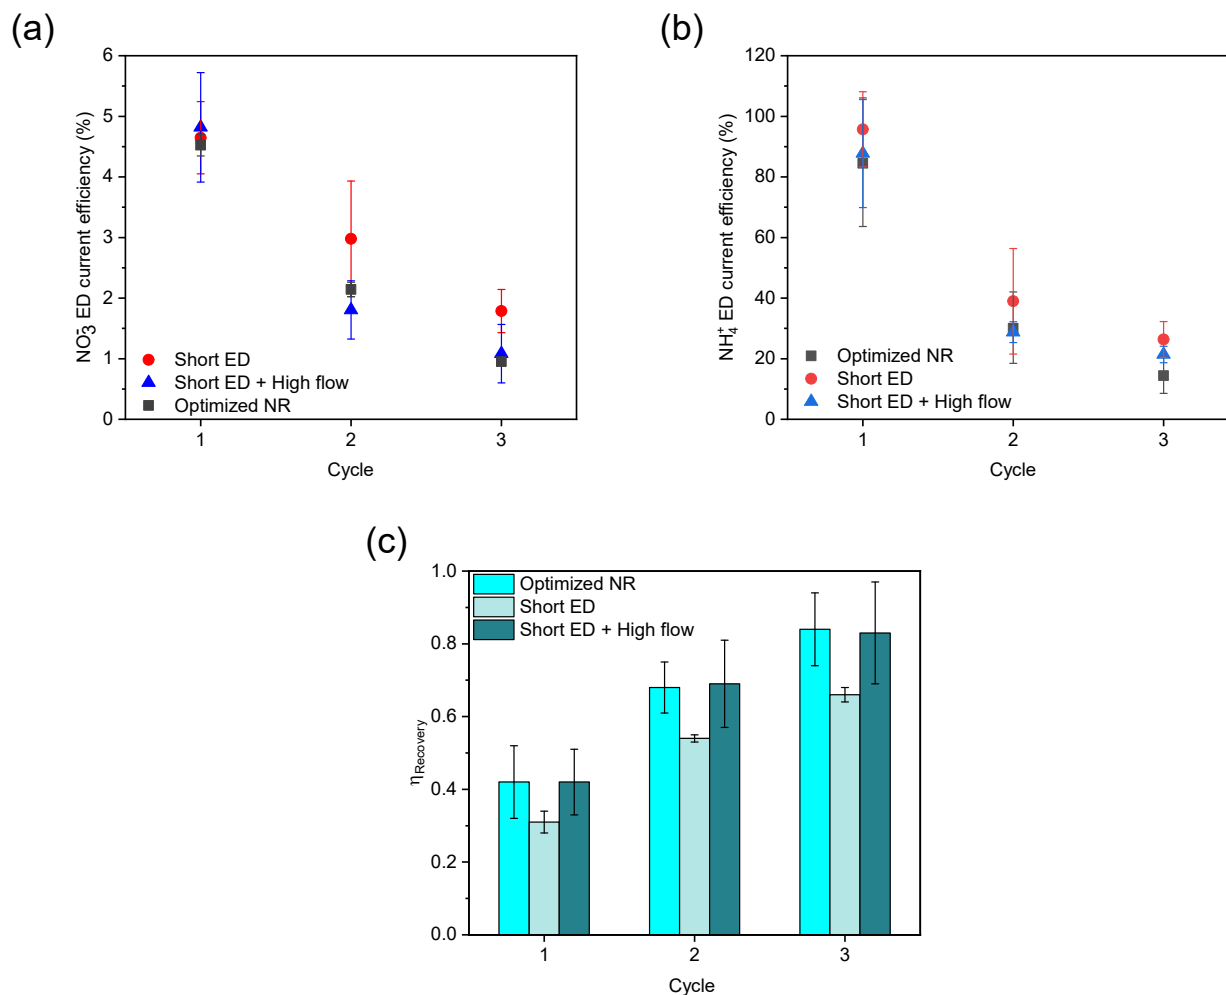 (a)
6
5
4
3
2
1
0
NO₃⁻ ED current efficiency (%)
Short ED
Short ED + High flow
Optimized NR
1 2 3
Cycle
(b)
120
100
80
60
40
20
0
NH₄⁺ ED current efficiency (%)
Optimized NR
Short ED
Short ED + High flow
1 2 3
Cycle
(c)
1.0
0.8
0.6
0.4
0.2
0.0
ηRecovery
Optimized NR
Short ED
Short ED + High flow
1 2 3
Cycle